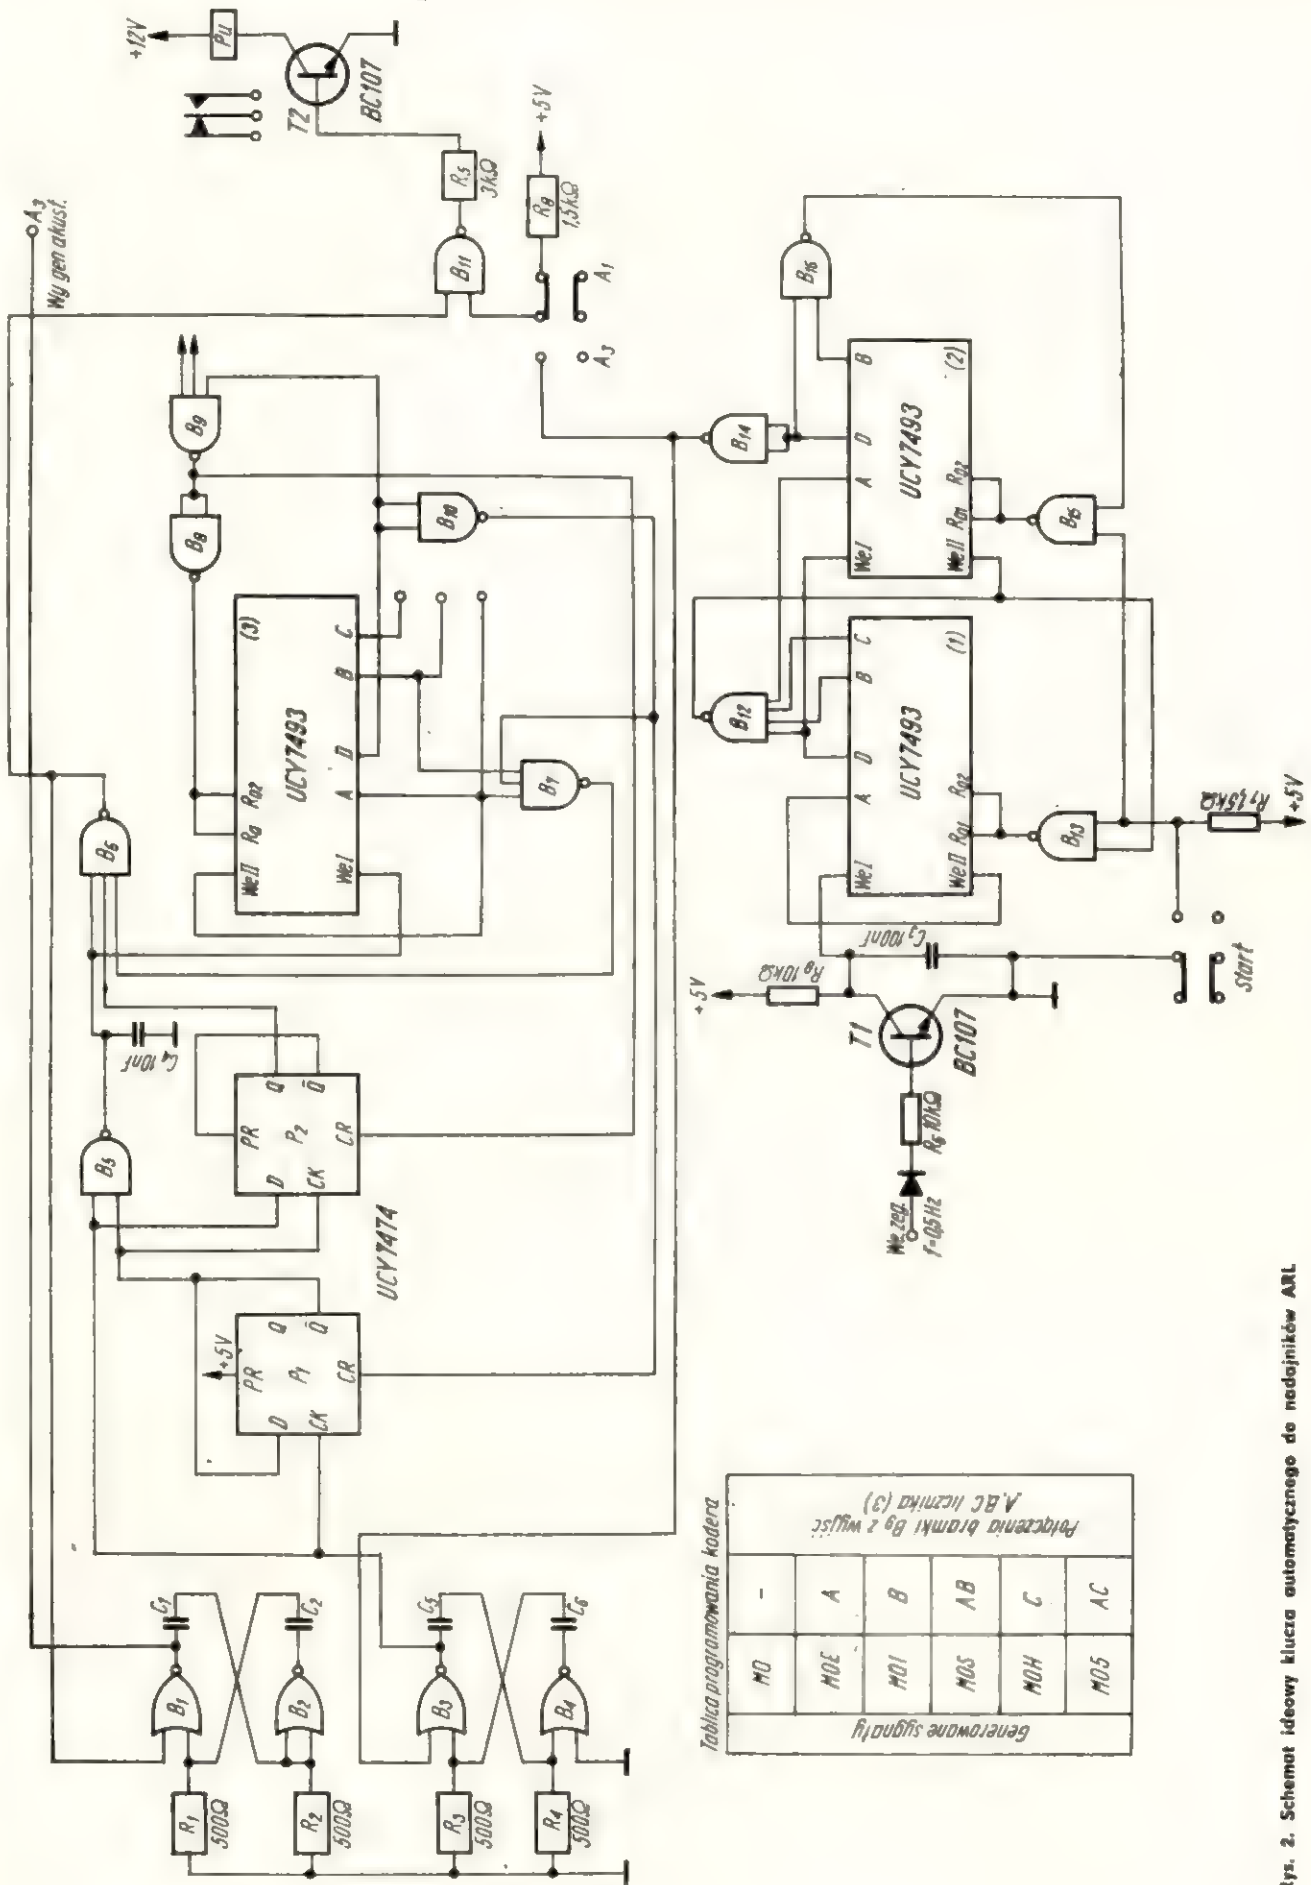 +12V
Pu
T2
BC107
A₃
Wy gen akust.
R₅
3kΩ
B₁₁
R₈
1,5kΩ
+5V
A₃
A₁
B₉
B₈
B₁₀
UCY7493
(3)
WeII
R₀
R₀₂
WeI
A
D
B
C
B₇
B₆
C₄ 10nF
B₅
PR
Q
P₂
D
Q̅
CK
CR
UCY7474
+5V
PR
Q
P₁
D
Q̅
CK
CR
C₁
C₂
C₅
C₆
B₁
B₂
B₃
B₄
R₁
500Ω
R₂
500Ω
R₃
500Ω
R₄
500Ω
B₁₆
B₁₄
B₁₂
UCY7493
(2)
WeI
A
D
B
WeII
R₀₁
R₀₂
B₁₅
UCY7493
(1)
WeI
A
D
B
C
WeII
R₀₁
R₀₂
B₁₃
R₇ 1,5kΩ
+5V
C₃ 100nF
R₈ 10kΩ
+5V
T1
BC107
R₆ 10kΩ
We zeg.
f=0,5Hz
Start
Tablica programowania kodera
Generowane sygnały
MO
MOE
MOI
MOS
MOH
MO5
-
A
B
AB
C
AC
Połączenia bramki B₉ z wyjść
A.B.C licznika (3)
Rys. 2. Schemat ideowy klucza automatycznego do nadajników ARL